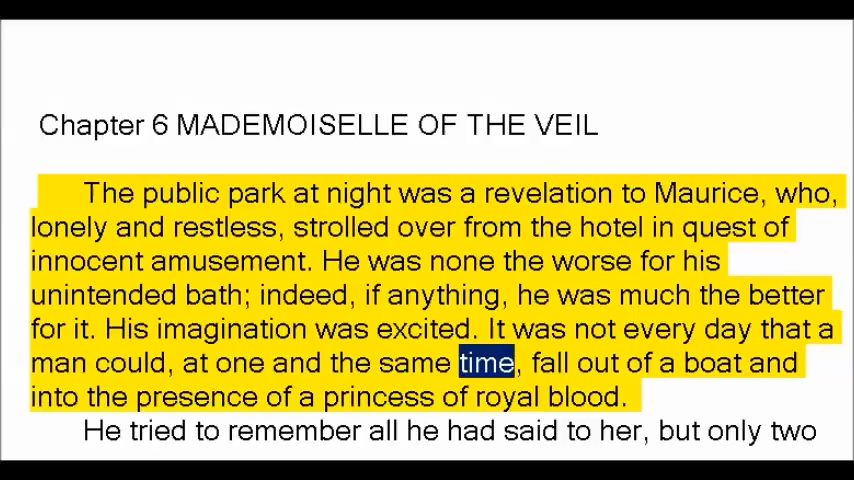 Chapter 6 MADEMOISELLE OF THE VEIL
The public park at night was a revelation to Maurice, who,
lonely and restless, strolled over from the hotel in quest of
innocent amusement. He was none the worse for his
unintended bath; indeed, if anything, he was much the better
for it. His imagination was excited. It was not every day that a
man could, at one and the same time, fall out of a boat and
into the presence of a princess of royal blood.
He tried to remember all he had said to her, but only two